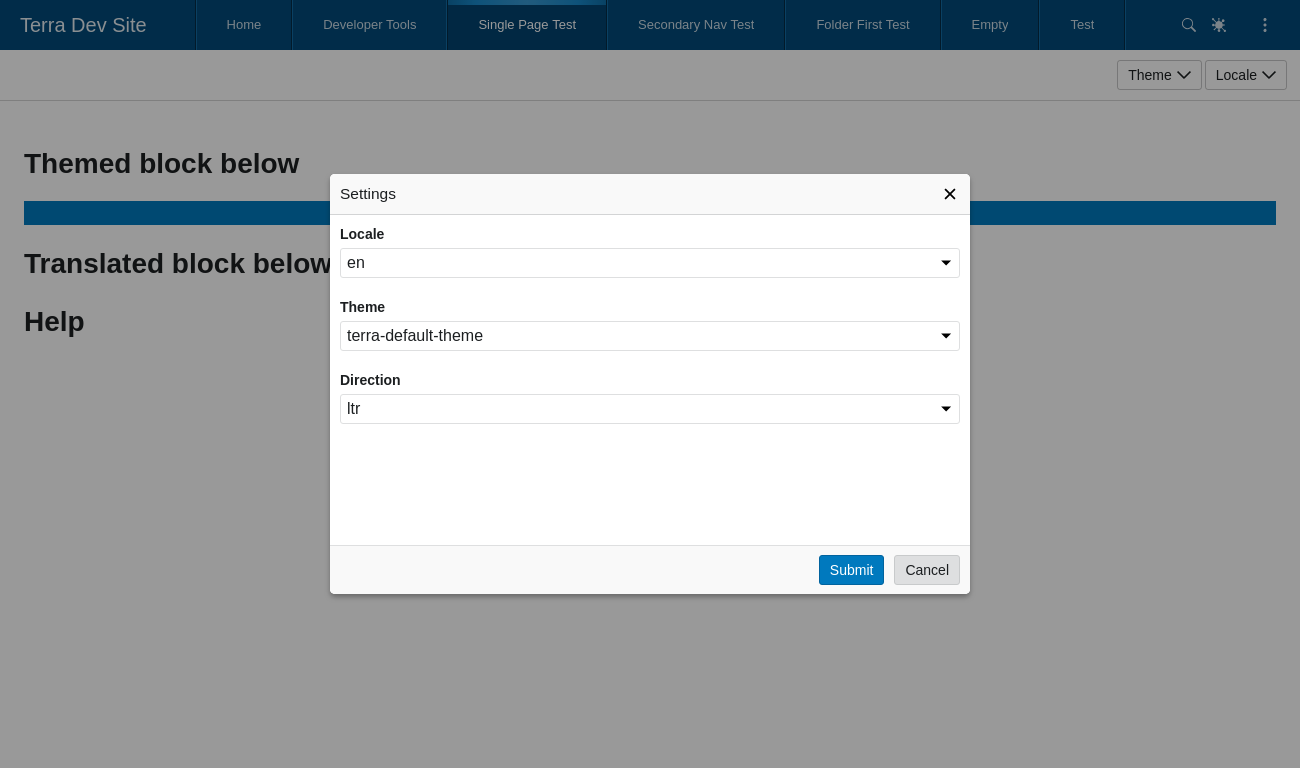 Terra Dev Site Home Developer Tools Single Page Test Secondary Nav Test Folder First Test Empty Test
Theme Locale
Themed block below
Translated block below
Help
Settings
Locale
en
Theme
terra-default-theme
Direction
ltr
Submit Cancel